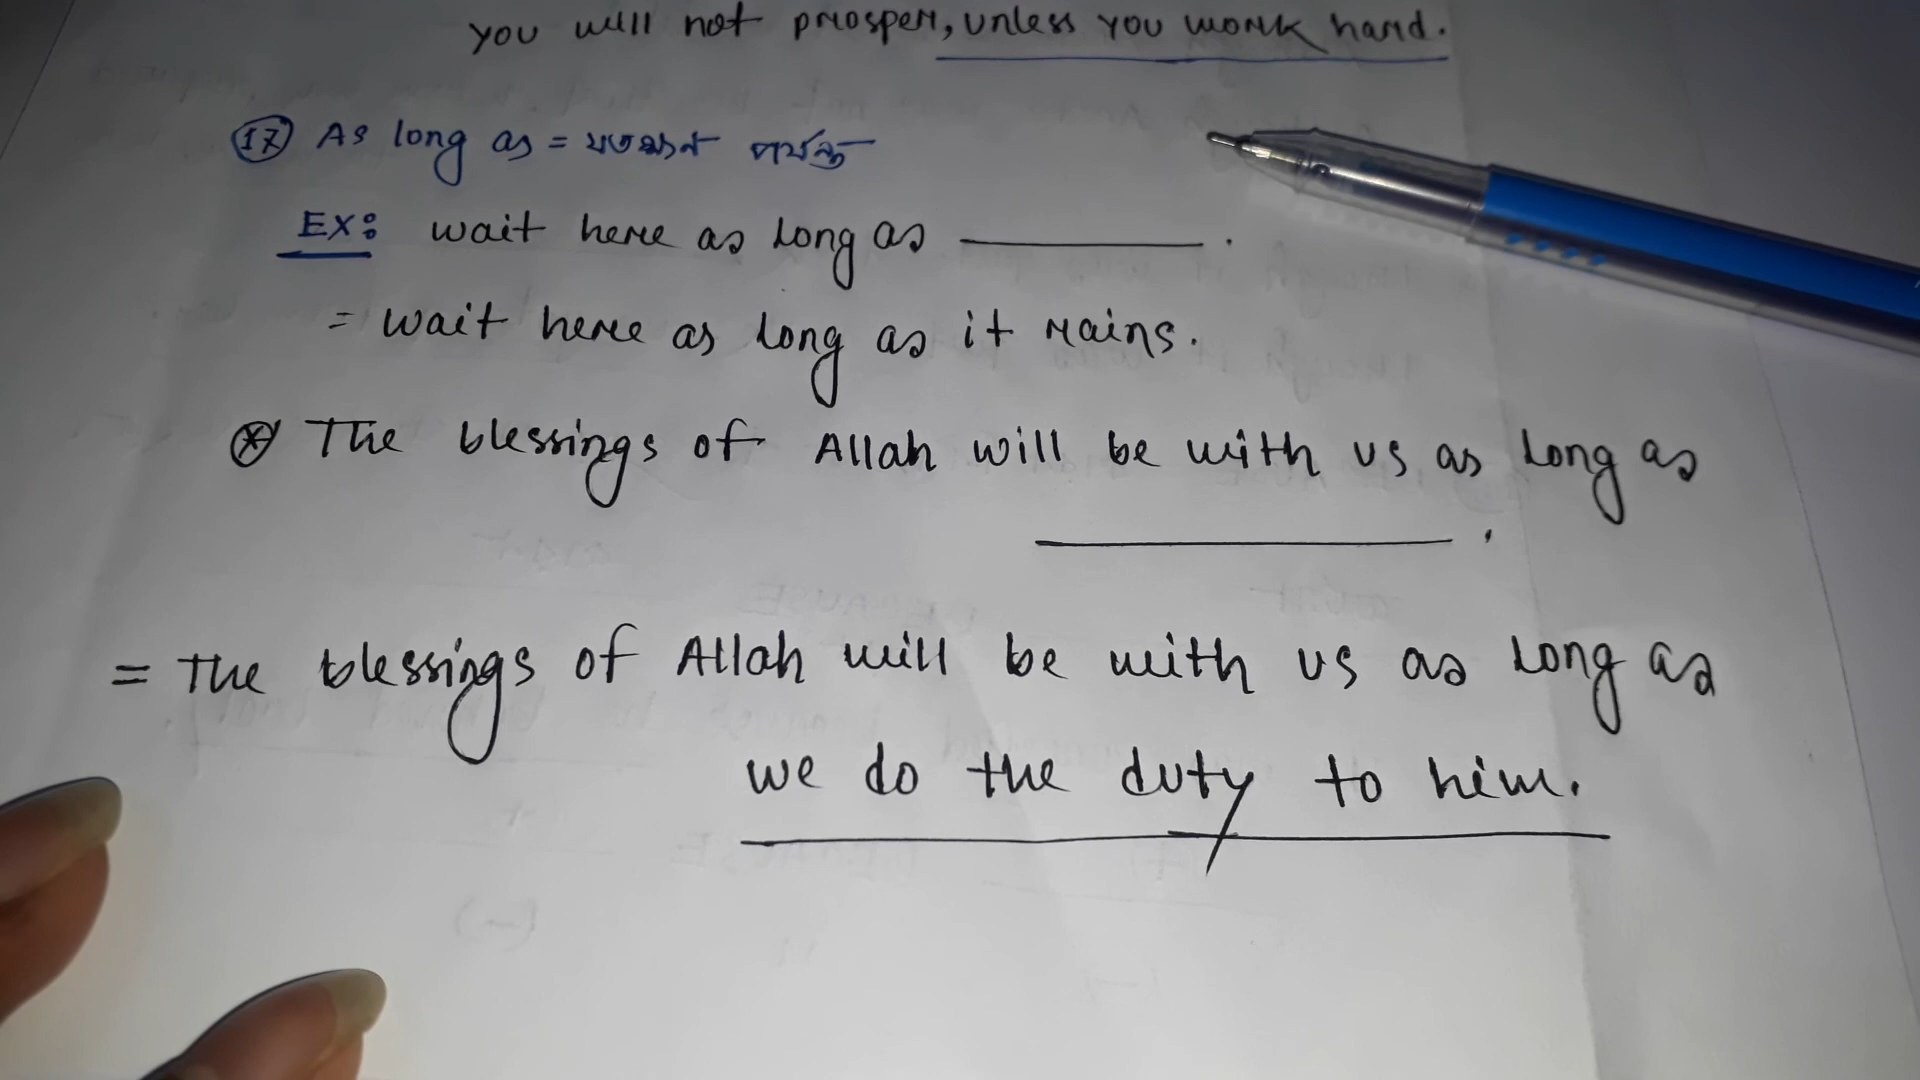 you will not prosper, unless you work hard.
17 As long as = যতক্ষণ পর্যন্ত
EX: wait here as long as ________.
= wait here as long as it rains.
* The blessings of Allah will be with us as long as
________.
= The blessings of Allah will be with us as long as
we do the duty to him.